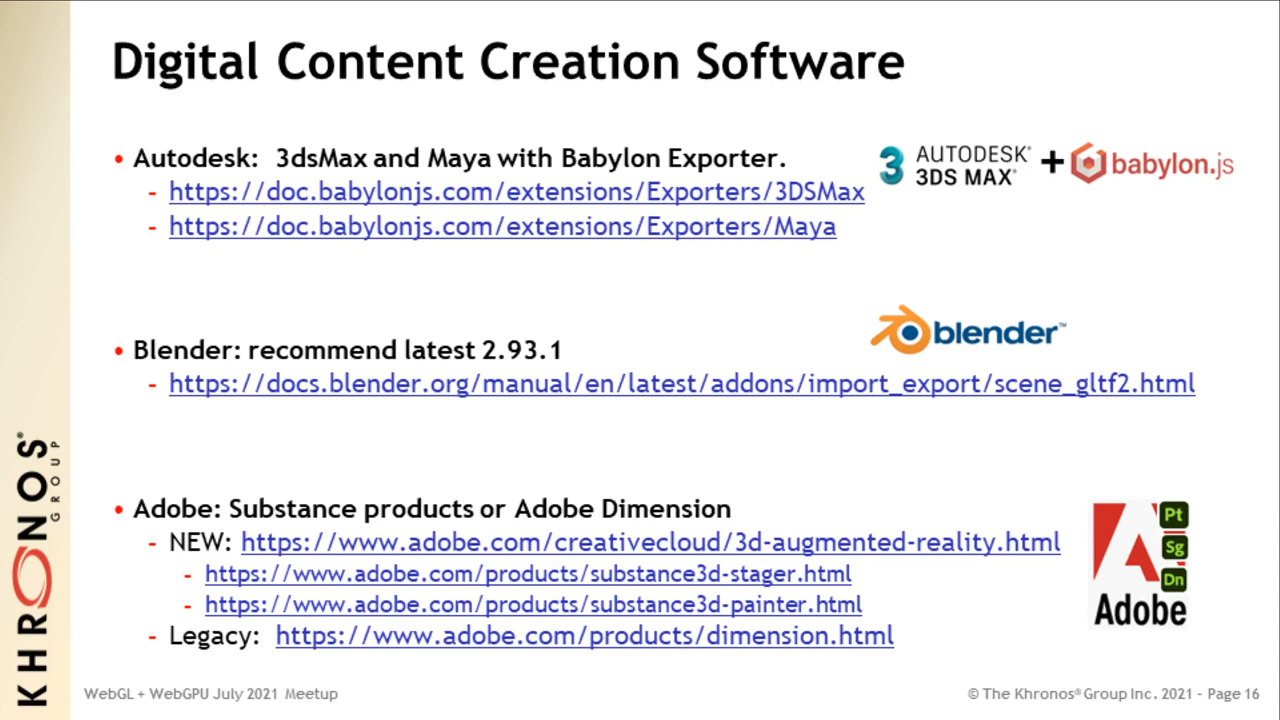 Digital Content Creation Software
• Autodesk: 3dsMax and Maya with Babylon Exporter.
- https://doc.babylonjs.com/extensions/Exporters/3DSMax
- https://doc.babylonjs.com/extensions/Exporters/Maya
3 AUTODESK®
3DS MAX®
+
babylon.js
• Blender: recommend latest 2.93.1
- https://docs.blender.org/manual/en/latest/addons/import_export/scene_gltf2.html
blender™
• Adobe: Substance products or Adobe Dimension
- NEW: https://www.adobe.com/creativecloud/3d-augmented-reality.html
- https://www.adobe.com/products/substance3d-stager.html
- https://www.adobe.com/products/substance3d-painter.html
- Legacy: https://www.adobe.com/products/dimension.html
Pt
Sg
Dn
Adobe
KHRONOS®
GROUP
WebGL + WebGPU July 2021 Meetup
© The Khronos® Group Inc. 2021 - Page 16